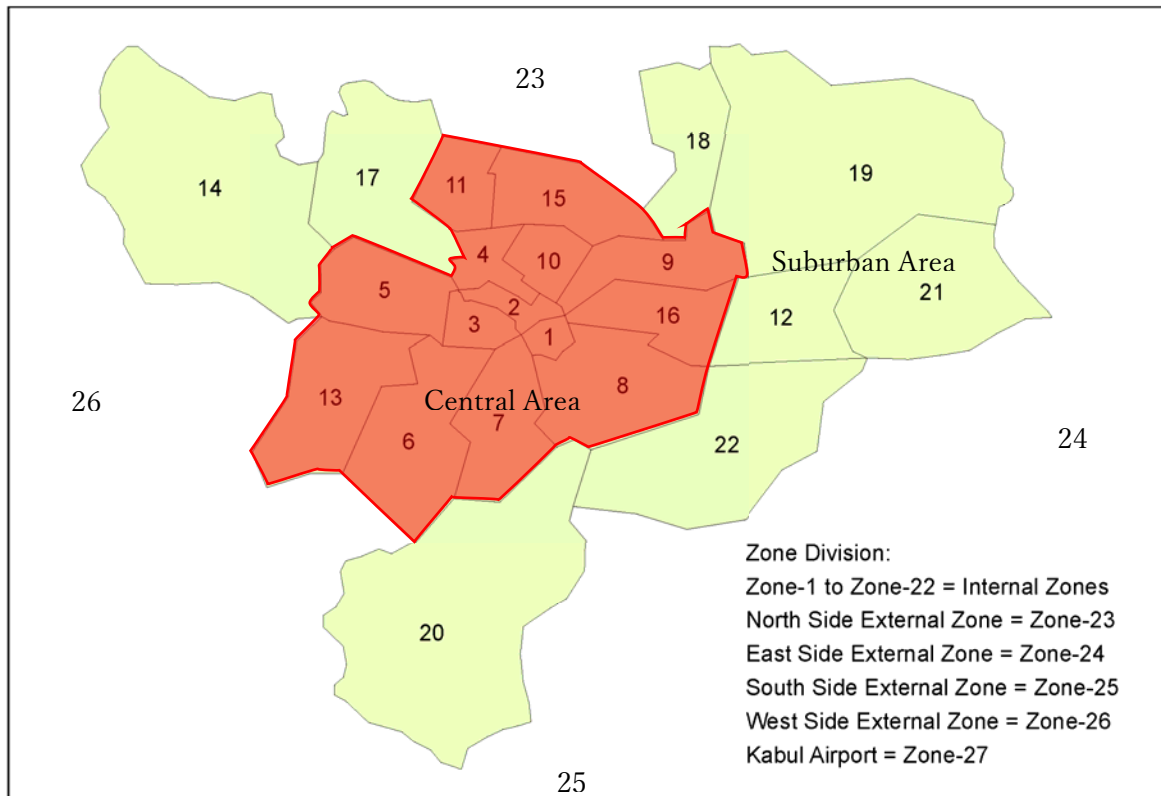 23
18
19
14
17
11
15
4
10
9
Suburban Area
5
21
2
16
12
3
1
8
13
Central Area
26
7
6
22
24
Zone Division:
Zone-1 to Zone-22 = Internal Zones
North Side External Zone = Zone-23
20
East Side External Zone = Zone-24
South Side External Zone = Zone-25
West Side External Zone = Zone-26
Kabul Airport = Zone-27
25